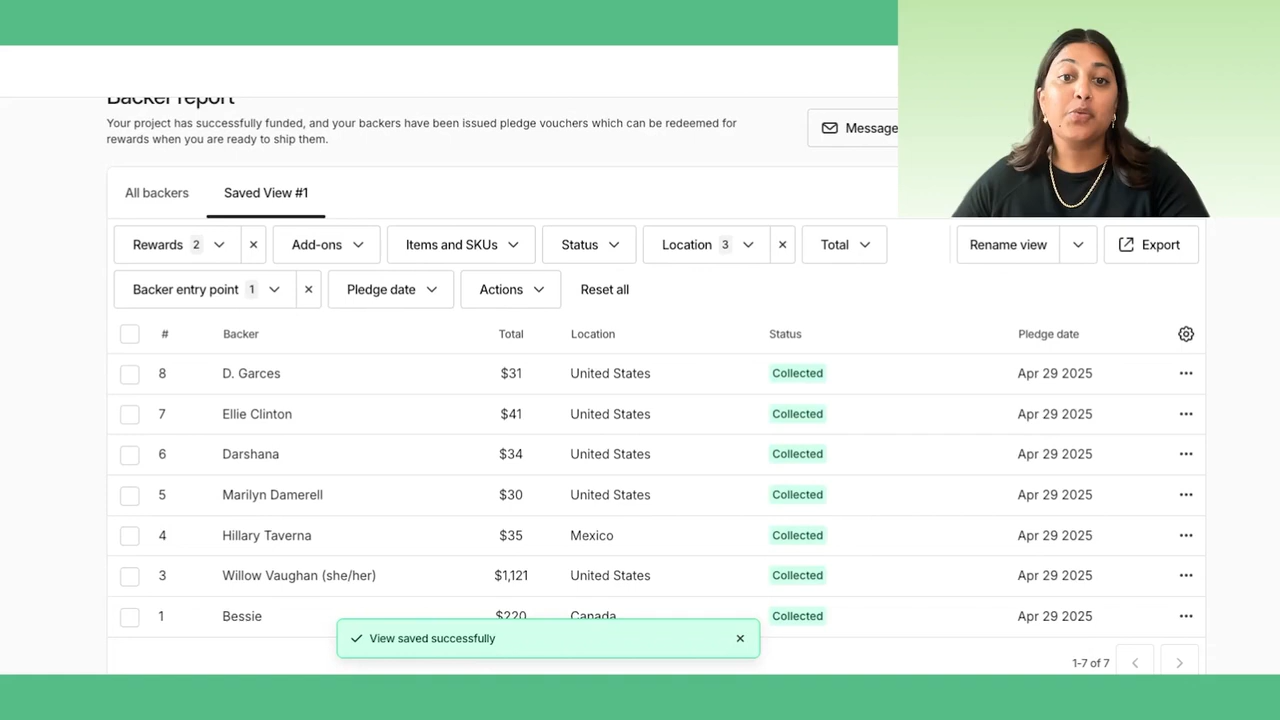 Backer report
Your project has successfully funded, and your backers have been issued pledge vouchers which can be redeemed for
rewards when you are ready to ship them.
Message
All backers Saved View #1
Rewards 2 Add-ons Items and SKUs Status Location 3 Total Rename view Export
Backer entry point 1 Pledge date Actions Reset all
# Backer Total Location Status Pledge date
8 D. Garces $31 United States Collected Apr 29 2025
7 Ellie Clinton $41 United States Collected Apr 29 2025
6 Darshana $34 United States Collected Apr 29 2025
5 Marilyn Damerell $30 United States Collected Apr 29 2025
4 Hillary Taverna $35 Mexico Collected Apr 29 2025
3 Willow Vaughan (she/her) $1,121 United States Collected Apr 29 2025
1 Bessie $220 Canada Collected Apr 29 2025
View saved successfully
1-7 of 7